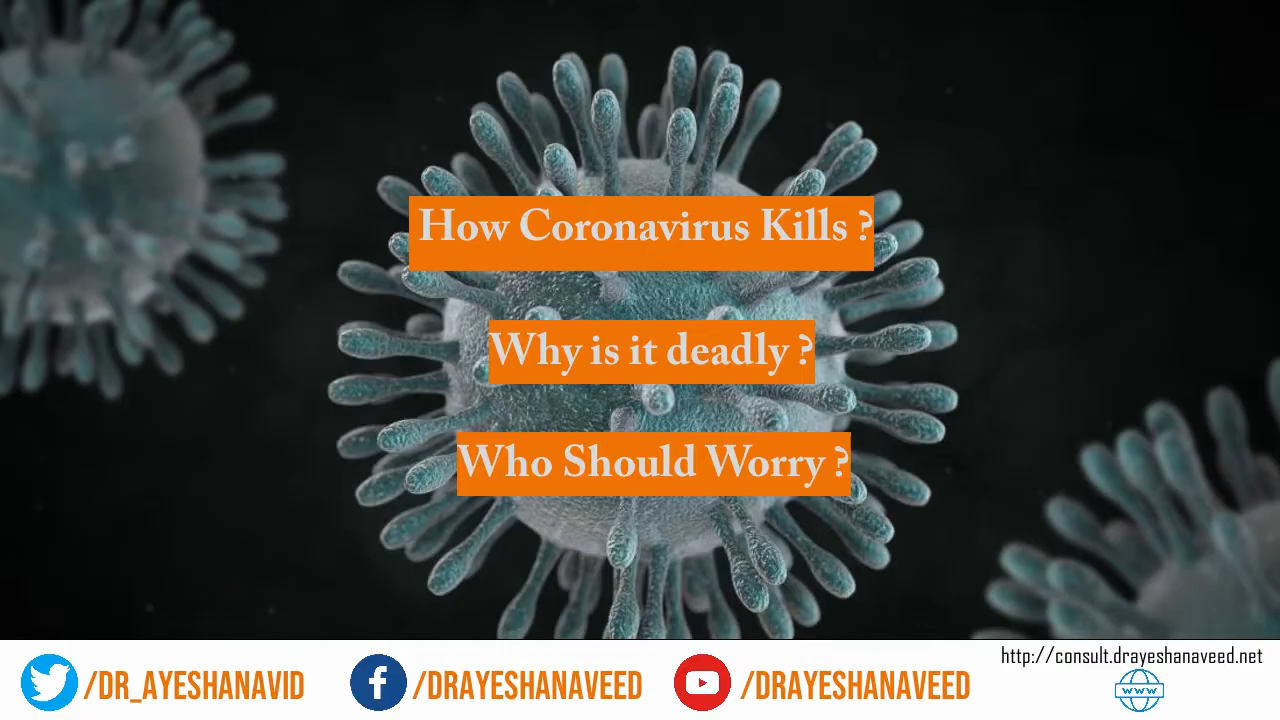 How Coronavirus Kills ?
Why is it deadly ?
Who Should Worry ?
http://consult.drayeshanaveed.net
/DR_AYESHANAVID /DRAYESHANAVEED /DRAYESHANAVEED
WWW